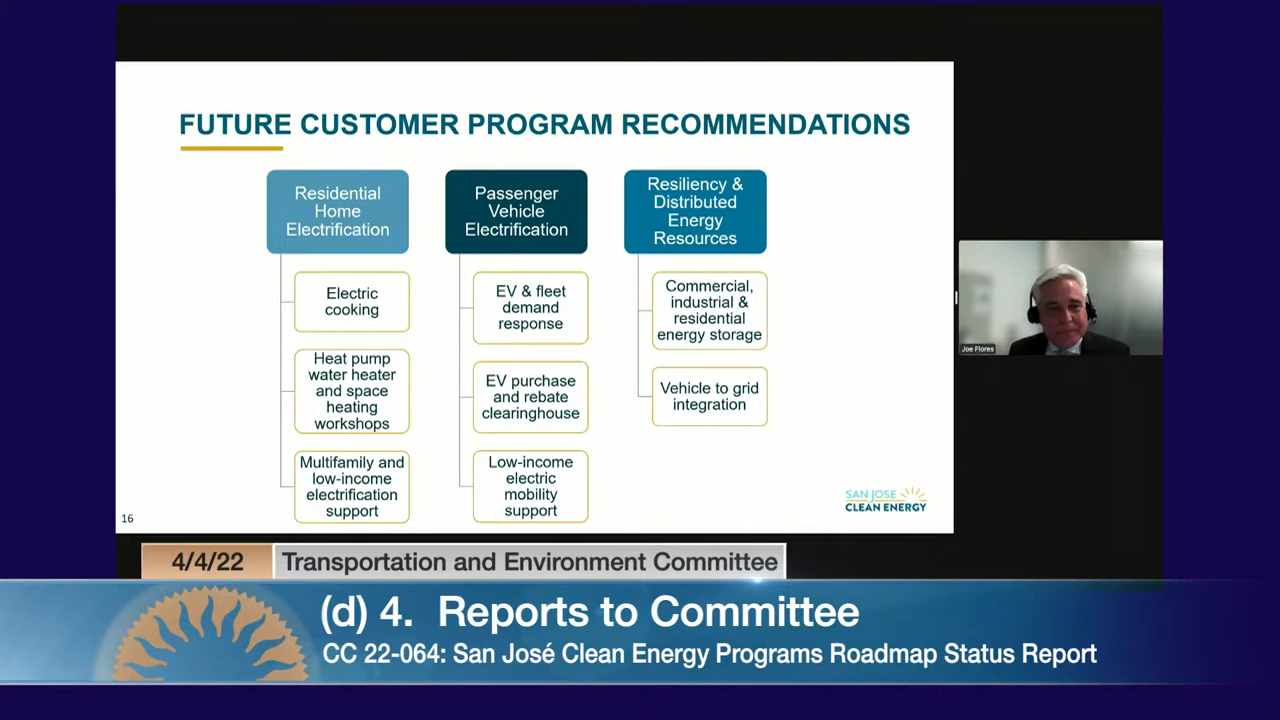 FUTURE CUSTOMER PROGRAM RECOMMENDATIONS
Residential
Home
Electrification
Electric
cooking
Heat pump
water heater
and space
heating
workshops
Multifamily and
low-income
electrification
support
Passenger
Vehicle
Electrification
EV & fleet
demand
response
EV purchase
and rebate
clearinghouse
Low-income
electric
mobility
support
Resiliency &
Distributed
Energy
Resources
Commercial,
industrial &
residential
energy storage
Vehicle to grid
integration
16
SAN JOSE
CLEAN ENERGY
Joe Flores
4/4/22
Transportation and Environment Committee
(d) 4. Reports to Committee
CC 22-064: San José Clean Energy Programs Roadmap Status Report